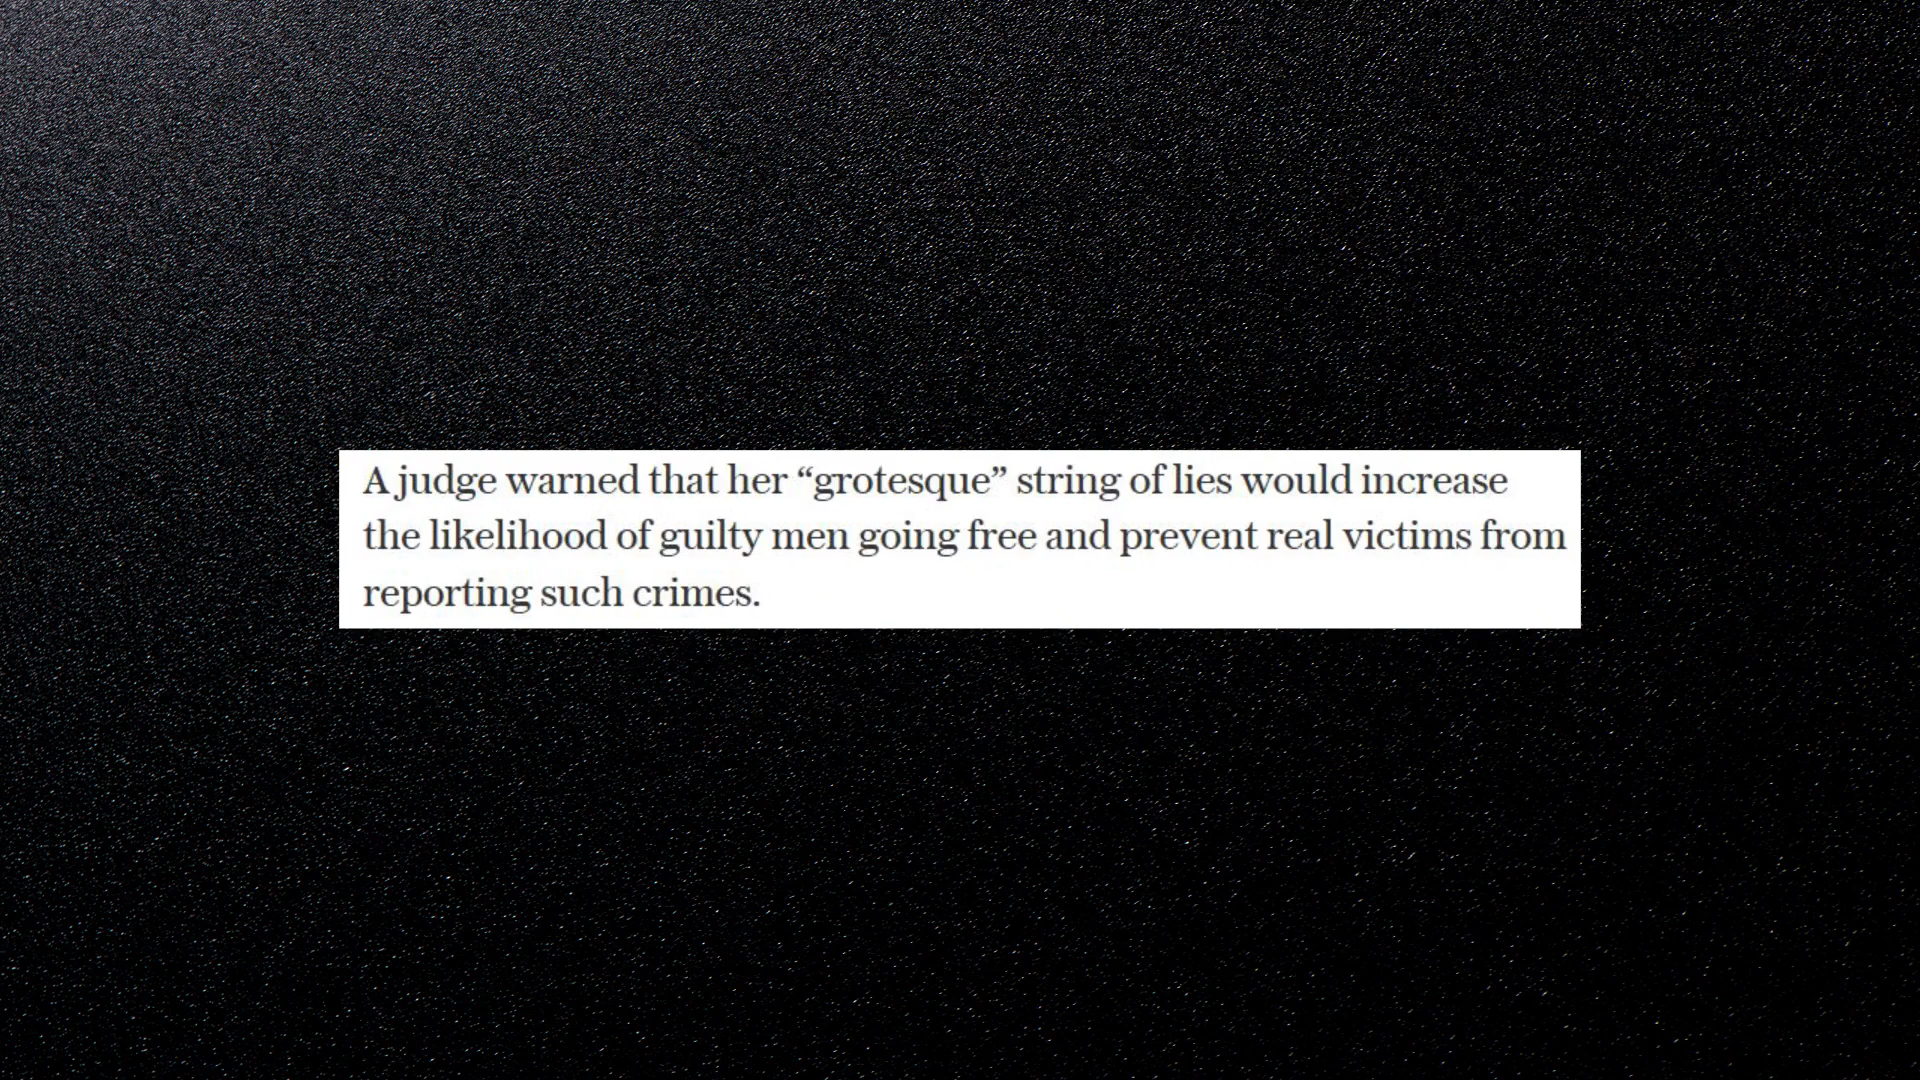 A judge warned that her “grotesque” string of lies would increase
the likelihood of guilty men going free and prevent real victims from
reporting such crimes.